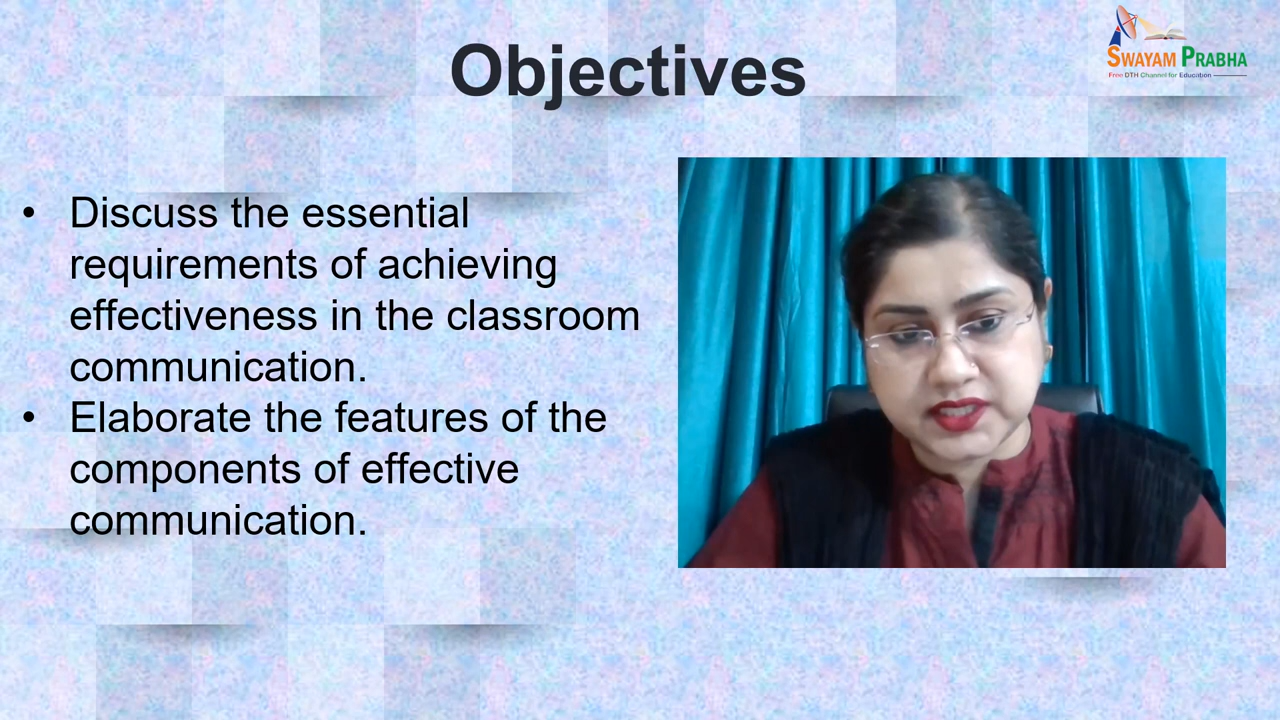 Objectives
SWAYAM PRABHA
Free DTH Channel for Education
• Discuss the essential
requirements of achieving
effectiveness in the classroom
communication.
• Elaborate the features of the
components of effective
communication.